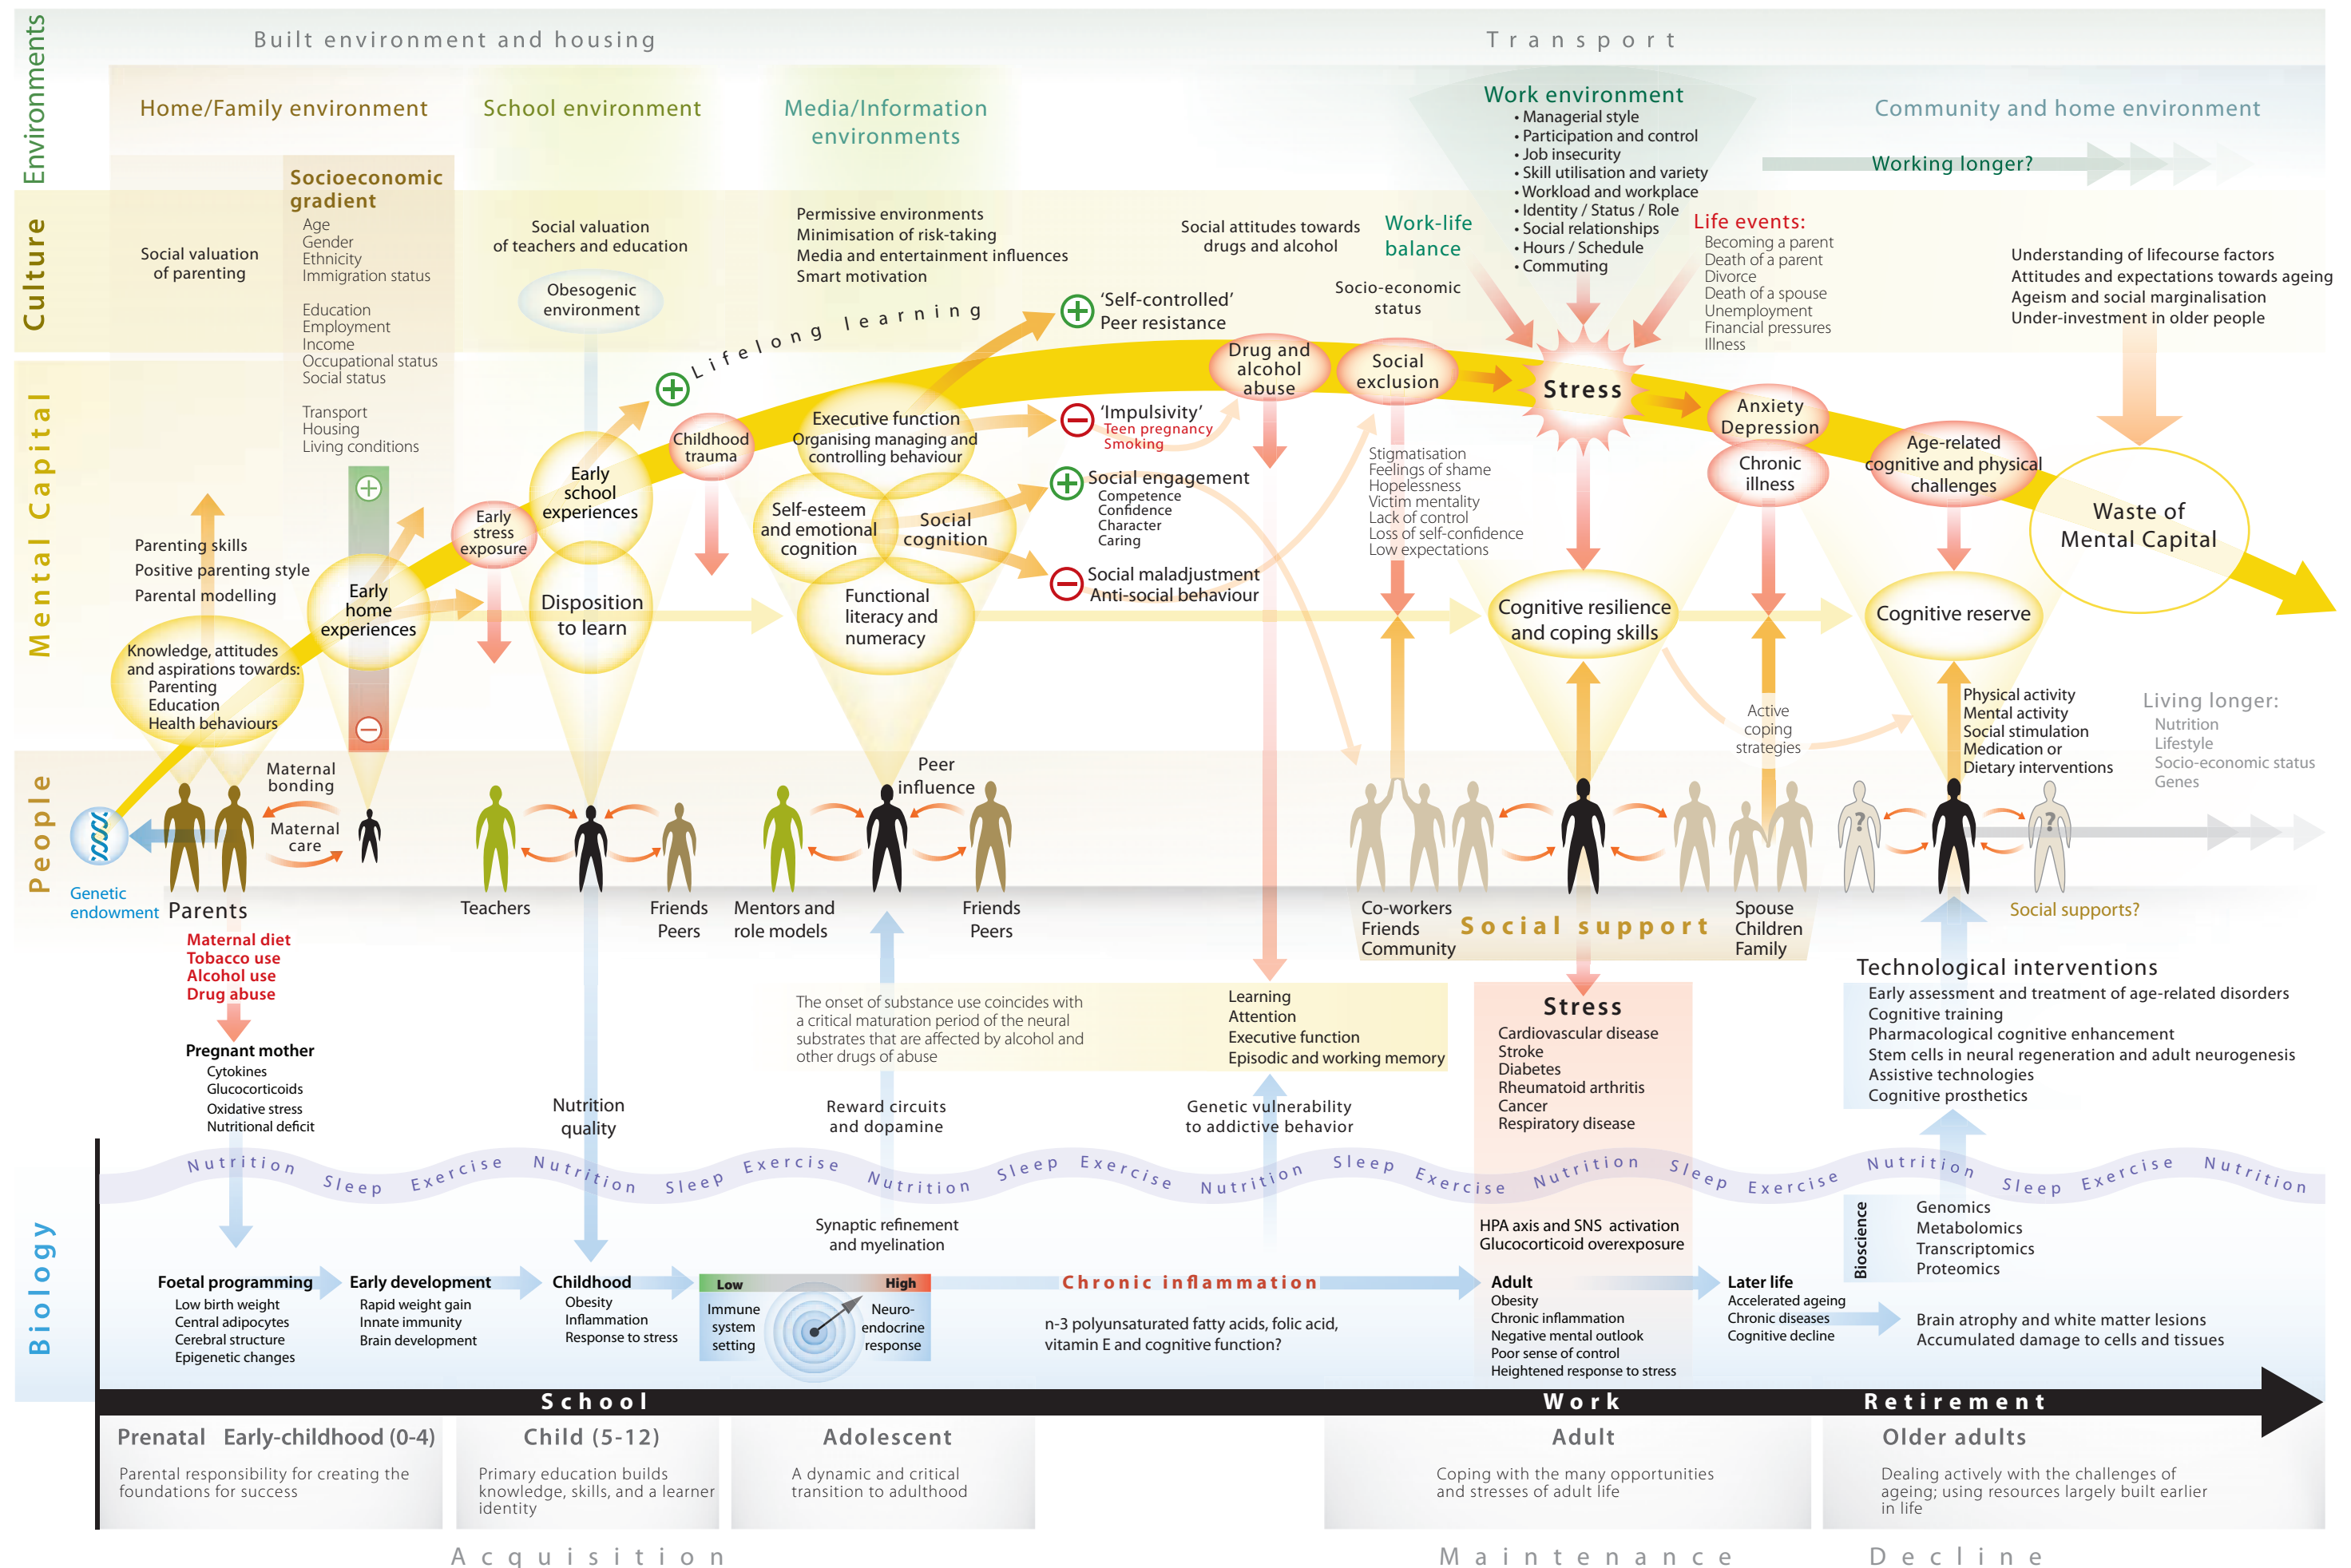 Environments
Built environment and housing
Transport
Home/Family environment
School environment
Media/Information
environments
Work environment
• Managerial style
• Participation and control
• Job insecurity
• Skill utilisation and variety
• Workload and workplace
• Identity / Status / Role
• Social relationships
• Hours / Schedule
• Commuting
Community and home environment
Working longer?
Culture
Social valuation
of parenting
Socioeconomic
gradient
Age
Gender
Ethnicity
Immigration status
Education
Employment
Income
Occupational status
Social status
Transport
Housing
Living conditions
Social valuation
of teachers and education
Obesogenic
environment
Permissive environments
Minimisation of risk-taking
Media and entertainment influences
Smart motivation
Lifelong learning
Social attitudes towards
drugs and alcohol
Work-life
balance
Socio-economic
status
Life events:
Becoming a parent
Death of a parent
Divorce
Death of a spouse
Unemployment
Financial pressures
Illness
Understanding of lifecourse factors
Attitudes and expectations towards ageing
Ageism and social marginalisation
Under-investment in older people
Mental Capital
Parenting skills
Positive parenting style
Parental modelling
Knowledge, attitudes
and aspirations towards:
Parenting
Education
Health behaviours
+
−
Early
home
experiences
Early
stress
exposure
Early
school
experiences
Disposition
to learn
+
Childhood
trauma
Executive function
Organising managing and
controlling behaviour
Self-esteem
and emotional
cognition
Social
cognition
Functional
literacy and
numeracy
+
‘Self-controlled’
Peer resistance
−
‘Impulsivity’
Teen pregnancy
Smoking
+
Social engagement
Competence
Confidence
Character
Caring
−
Social maladjustment
Anti-social behaviour
Drug and
alcohol
abuse
Social
exclusion
Stigmatisation
Feelings of shame
Hopelessness
Victim mentality
Lack of control
Loss of self-confidence
Low expectations
Stress
Anxiety
Depression
Chronic
illness
Age-related
cognitive and physical
challenges
Waste of
Mental Capital
Cognitive resilience
and coping skills
Cognitive reserve
Active
coping
strategies
Physical activity
Mental activity
Social stimulation
Medication or
Dietary interventions
Living longer:
Nutrition
Lifestyle
Socio-economic status
Genes
People
Genetic
endowment
Parents
Maternal
bonding
Maternal
care
Teachers
Friends
Peers
Mentors and
role models
Peer
influence
Friends
Peers
Co-workers
Friends
Community
Social support
Spouse
Children
Family
?
?
Social supports?
Maternal diet
Tobacco use
Alcohol use
Drug abuse
Pregnant mother
Cytokines
Glucocorticoids
Oxidative stress
Nutritional deficit
Nutrition
quality
The onset of substance use coincides with
a critical maturation period of the neural
substrates that are affected by alcohol and
other drugs of abuse
Learning
Attention
Executive function
Episodic and working memory
Reward circuits
and dopamine
Genetic vulnerability
to addictive behavior
Stress
Cardiovascular disease
Stroke
Diabetes
Rheumatoid arthritis
Cancer
Respiratory disease
Technological interventions
Early assessment and treatment of age-related disorders
Cognitive training
Pharmacological cognitive enhancement
Stem cells in neural regeneration and adult neurogenesis
Assistive technologies
Cognitive prosthetics
Nutrition Sleep Exercise Nutrition Sleep Exercise Nutrition Sleep Exercise Nutrition Sleep Exercise Nutrition Sleep Exercise Nutrition Sleep Exercise Nutrition
Biology
Synaptic refinement
and myelination
HPA axis and SNS activation
Glucocorticoid overexposure
Bioscience
Genomics
Metabolomics
Transcriptomics
Proteomics
Foetal programming
Low birth weight
Central adipocytes
Cerebral structure
Epigenetic changes
Early development
Rapid weight gain
Innate immunity
Brain development
Childhood
Obesity
Inflammation
Response to stress
Low
High
Immune
system
setting
Neuro-
endocrine
response
Chronic inflammation
n-3 polyunsaturated fatty acids, folic acid,
vitamin E and cognitive function?
Adult
Obesity
Chronic inflammation
Negative mental outlook
Poor sense of control
Heightened response to stress
Later life
Accelerated ageing
Chronic diseases
Cognitive decline
Brain atrophy and white matter lesions
Accumulated damage to cells and tissues
School
Work
Retirement
Prenatal
Early-childhood (0-4)
Parental responsibility for creating the
foundations for success
Child (5-12)
Primary education builds
knowledge, skills, and a learner
identity
Adolescent
A dynamic and critical
transition to adulthood
Adult
Coping with the many opportunities
and stresses of adult life
Older adults
Dealing actively with the challenges of
ageing; using resources largely built earlier
in life
Acquisition
Maintenance
Decline